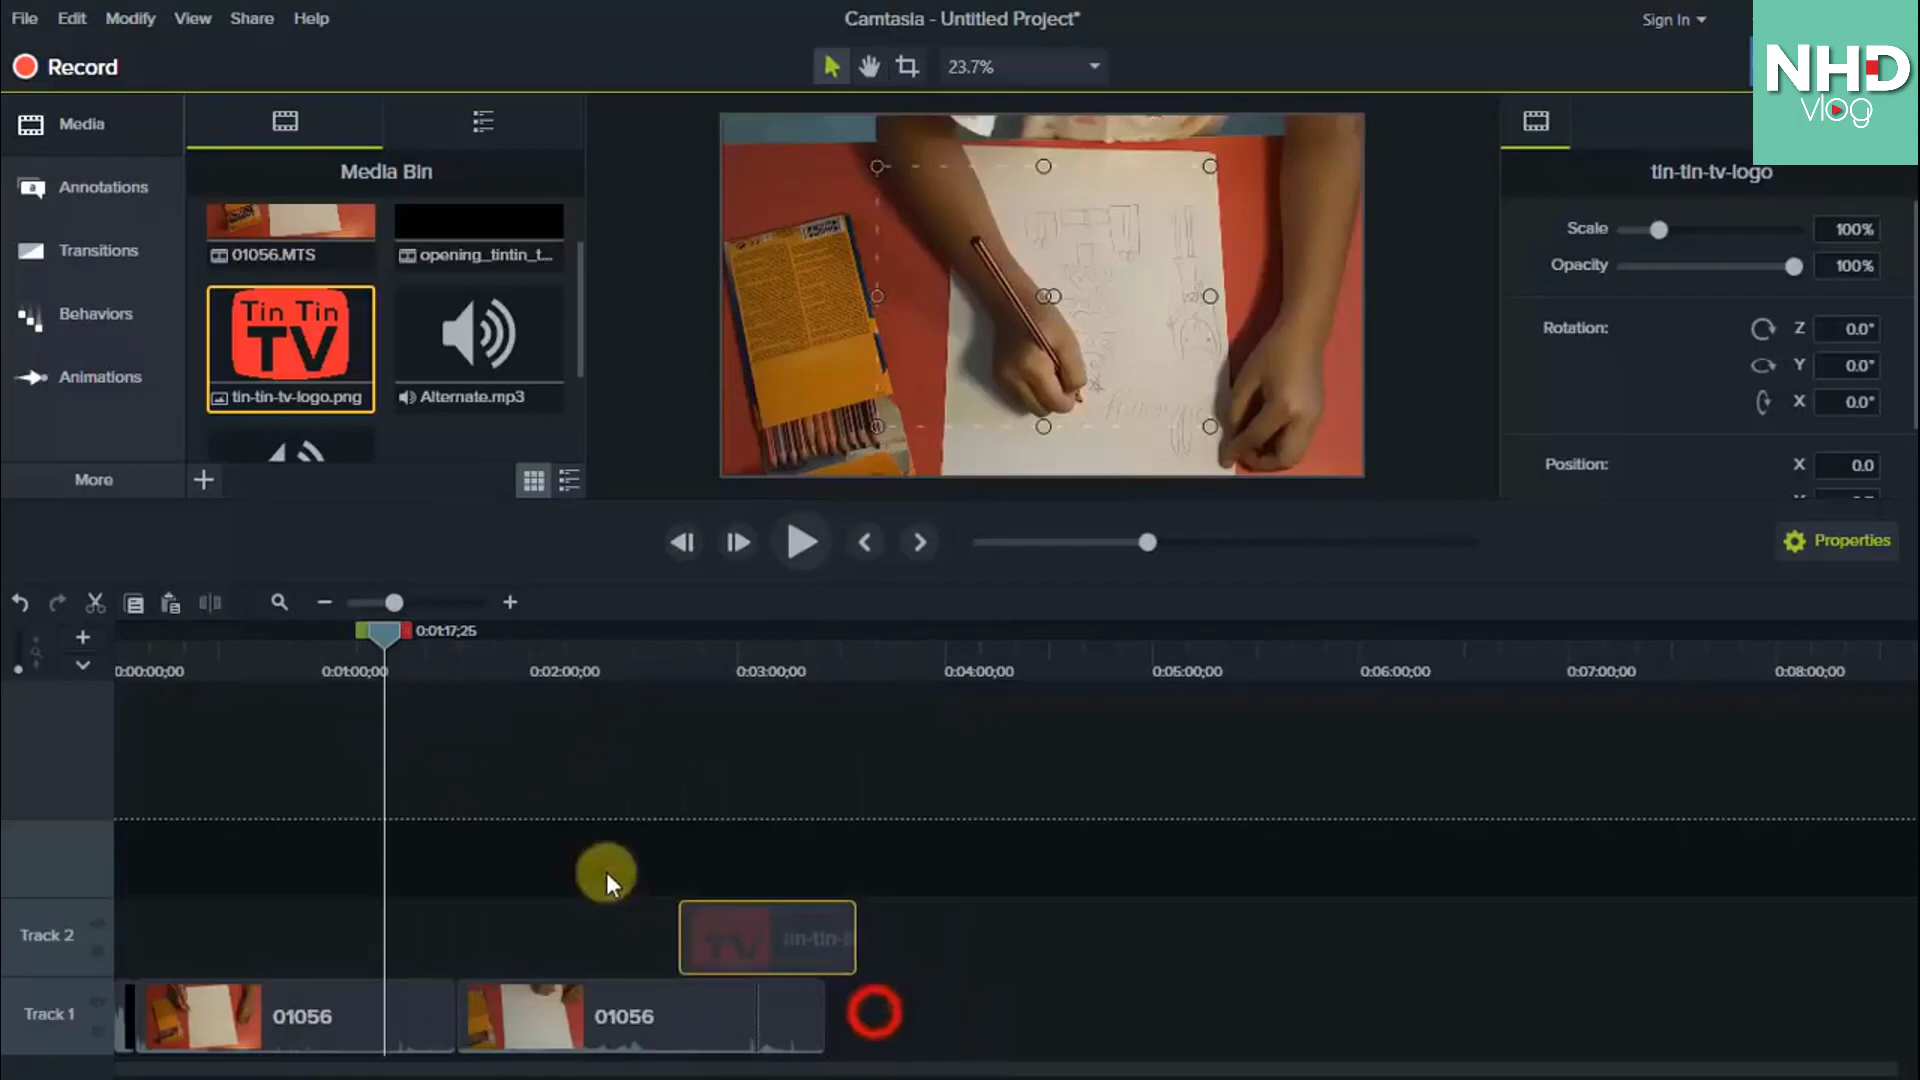 File Edit Modify View Share Help
Camtasia - Untitled Project*
Sign In
NHD
vlog
Record
23.7%
Media
Annotations
Transitions
Behaviors
Animations
More
Media Bin
01056.MTS
opening_tintin_t...
Tin Tin
TV
tin-tin-tv-logo.png
Alternate.mp3
tin-tin-tv-logo
Scale 100%
Opacity 100%
Rotation: Z 0.0°
Y 0.0°
X 0.0°
Position: X 0.0
Properties
0:01:17;25
0:00:00;00 0:01:00;00 0:02:00;00 0:03:00;00 0:04:00;00 0:05:00;00 0:06:00;00 0:07:00;00 0:08:00;00
Track 2
TV
Track 1
01056
01056